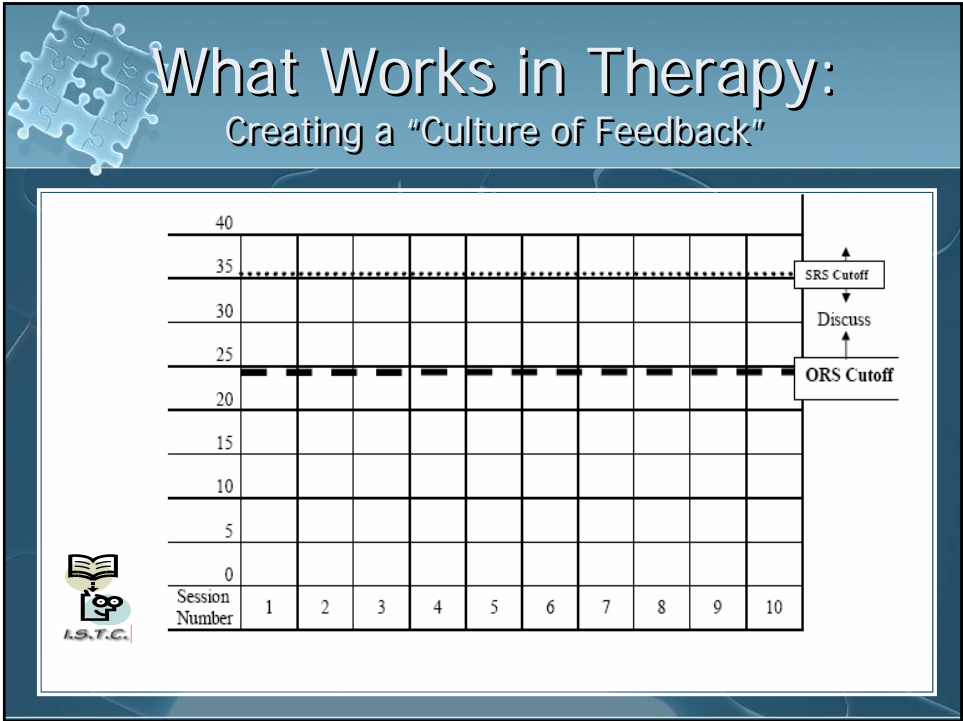 What Works in Therapy:
Creating a "Culture of Feedback"
40
35
SRS Cutoff
30
Discuss
25
ORS Cutoff
20
15
10
5
0
Session
Number
1 2 3 4 5 6 7 8 9 10
I.S.T.C.